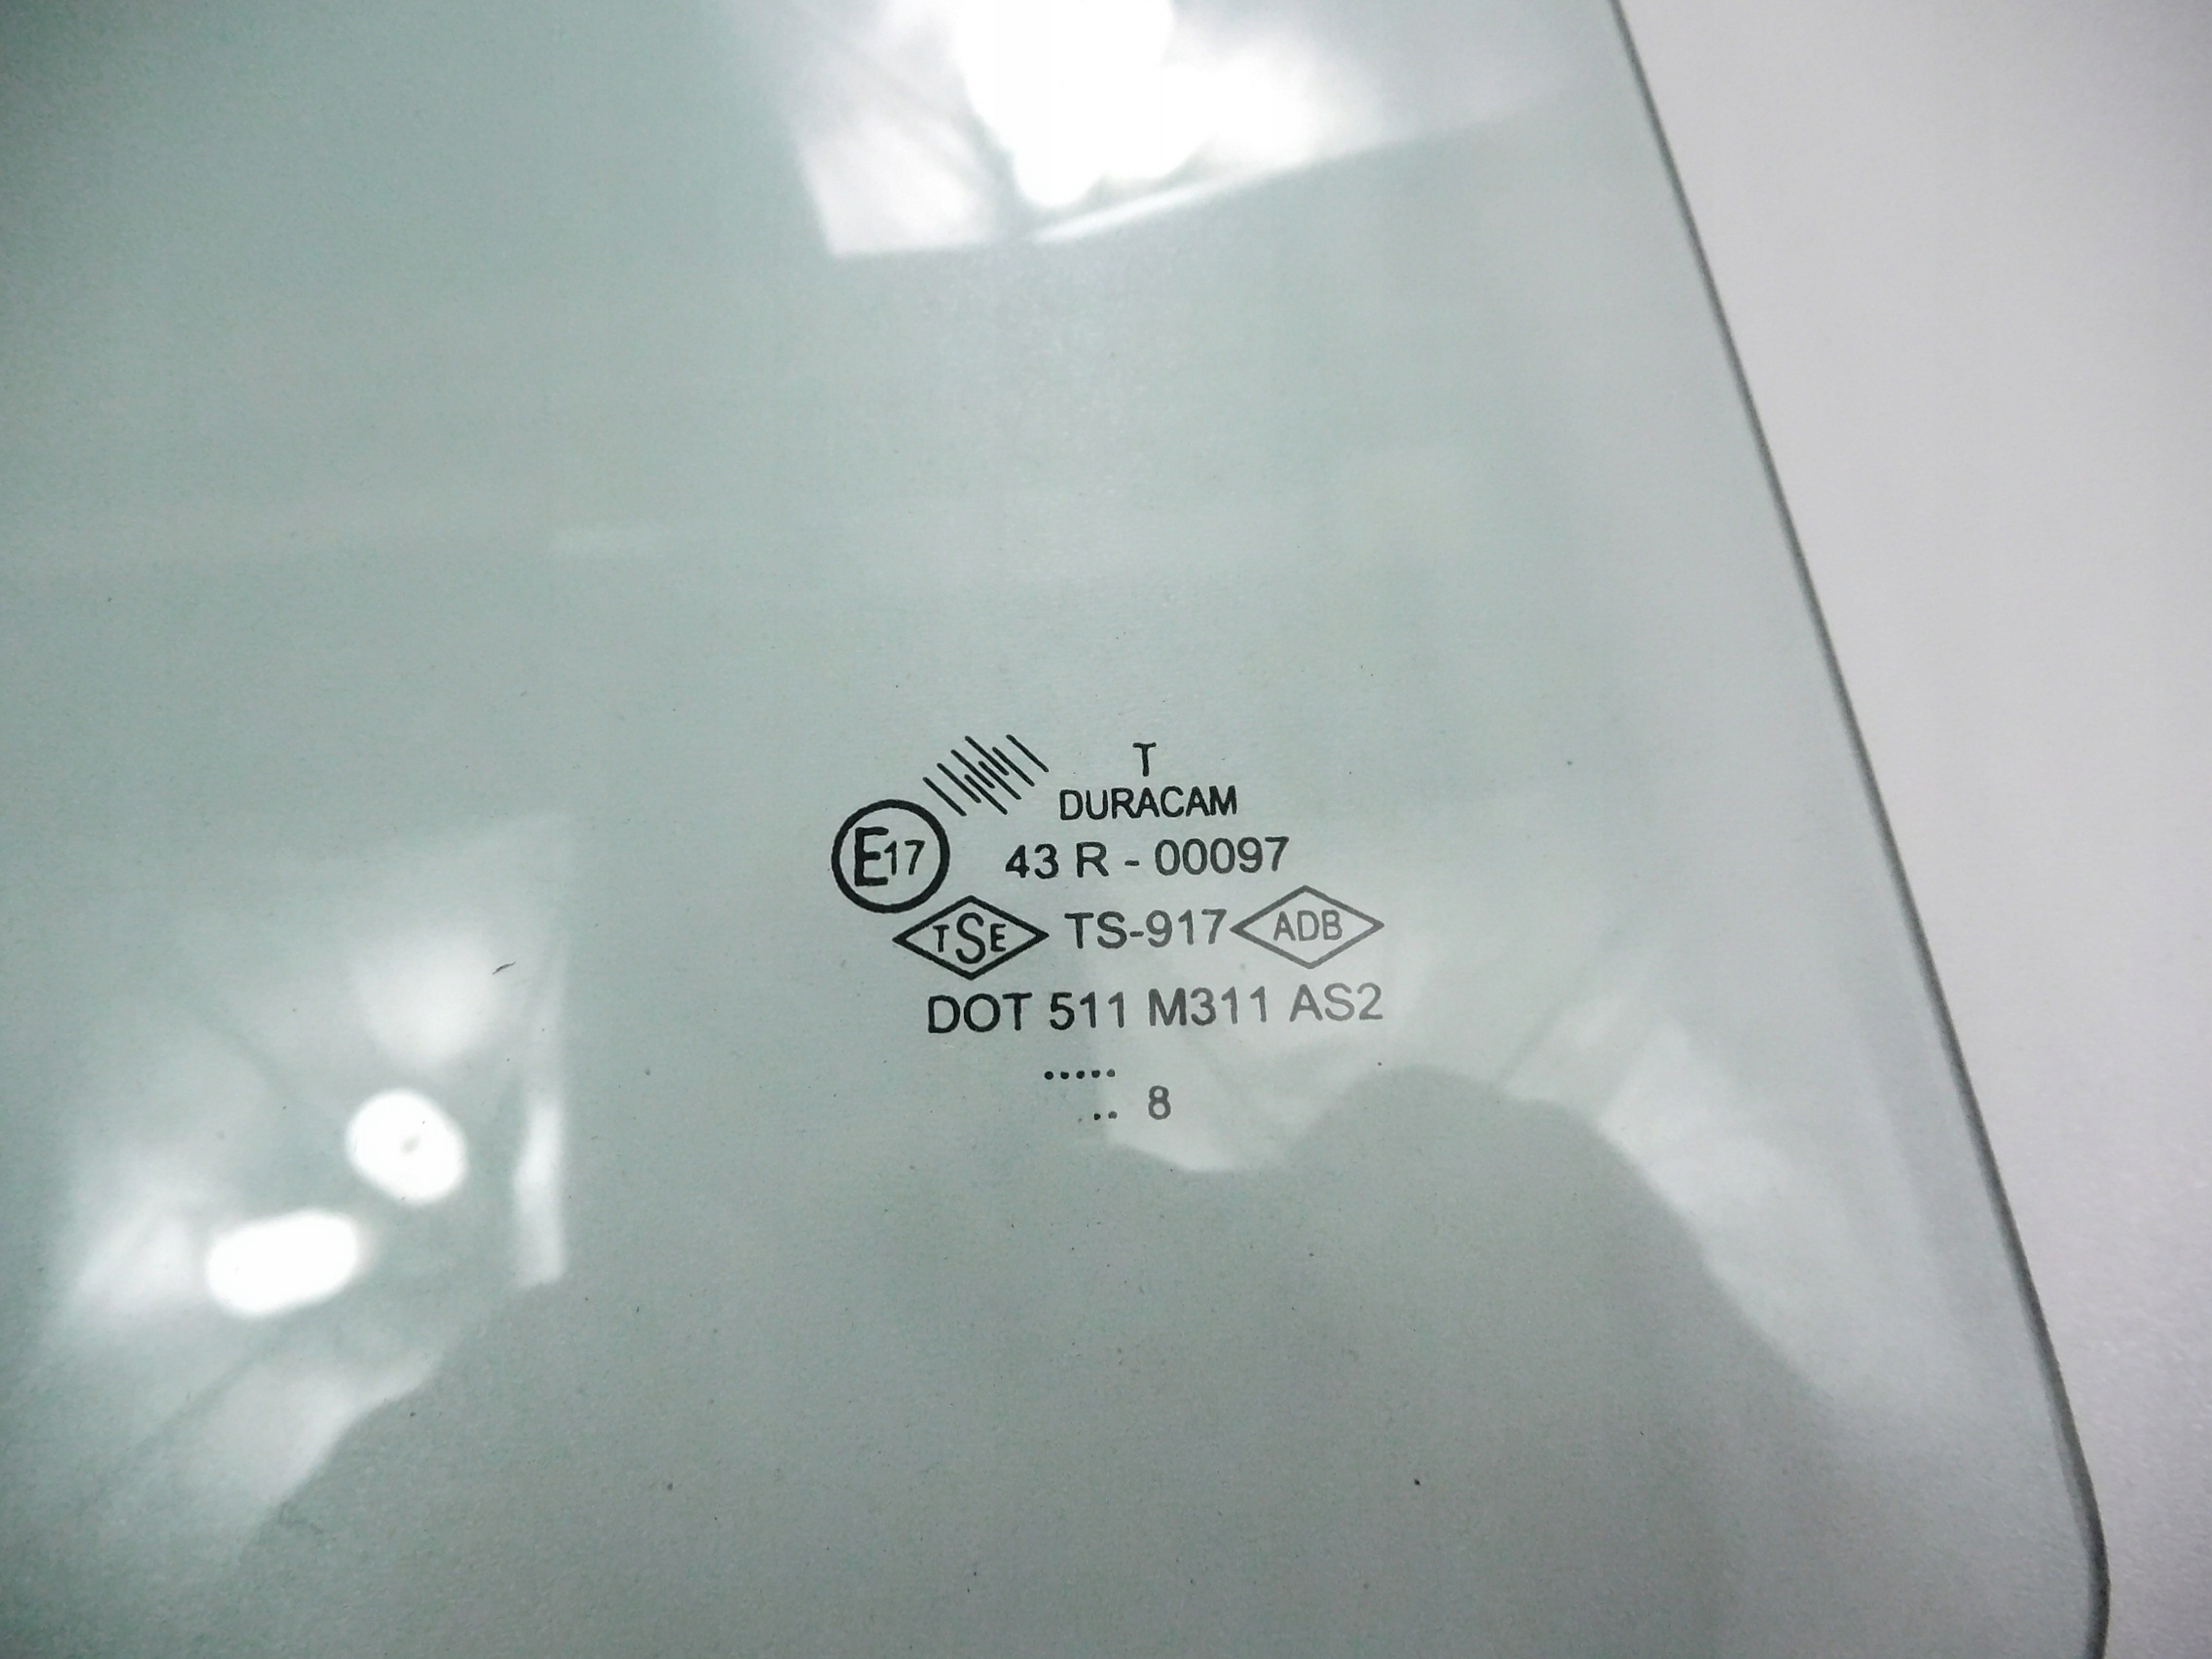 T
DURACAM
E17 43 R - 00097
TSE TS-917 ADB
DOT 511 M311 AS2
.....
.. 8